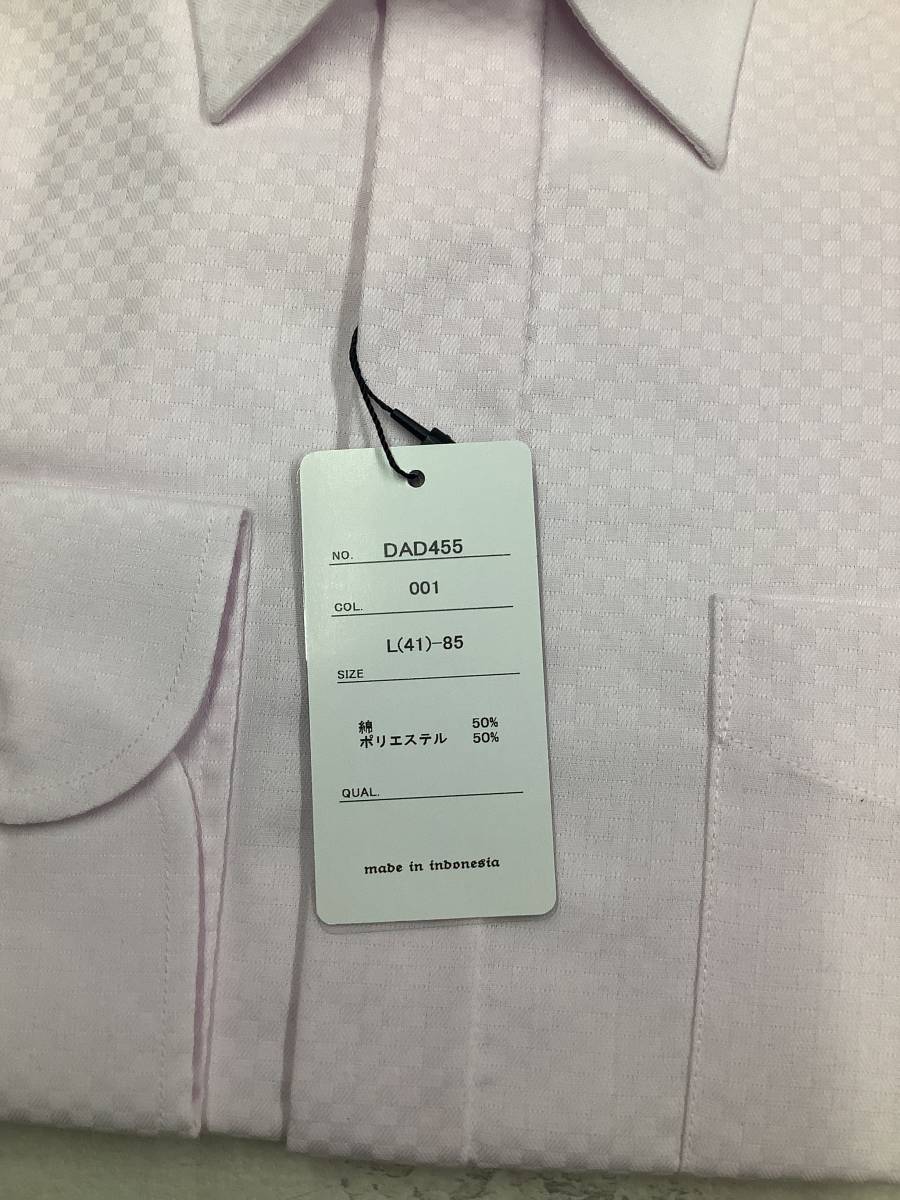 NO. DAD455
COL. 001
SIZE L(41)-85
綿 50%
ポリエステル 50%
QUAL.
made in indonesia